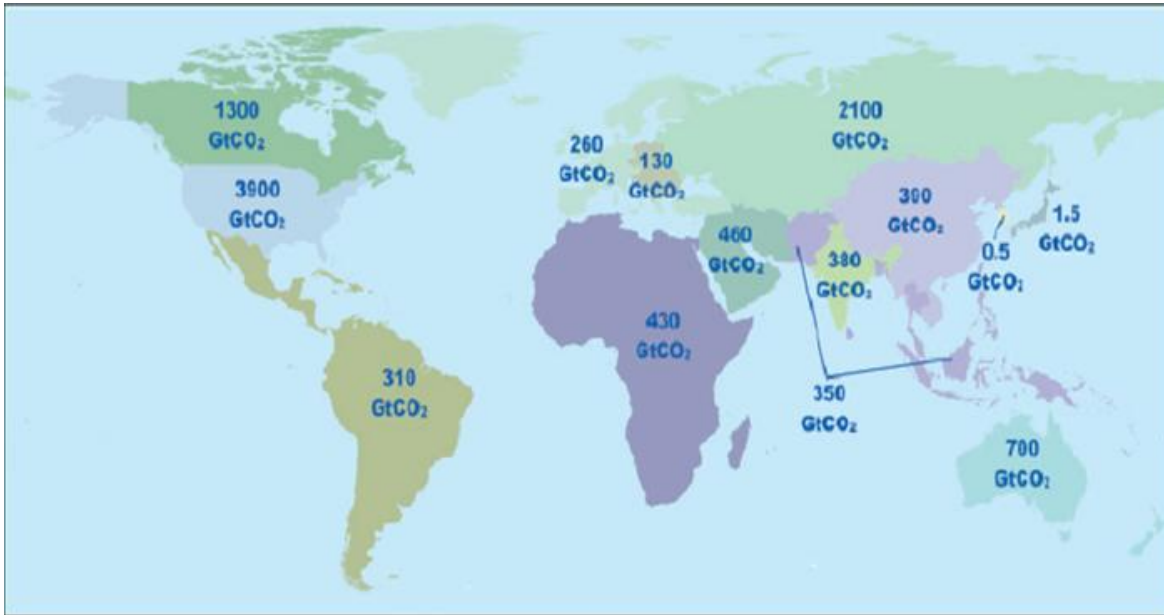 1300
GtCO₂
2100
GtCO₂
260
GtCO₂
130
GtCO₂
3900
GtCO₂
390
GtCO₂
1.5
GtCO₂
460
GtCO₂
380
GtCO₂
0.5
GtCO₂
430
GtCO₂
310
GtCO₂
350
GtCO₂
700
GtCO₂